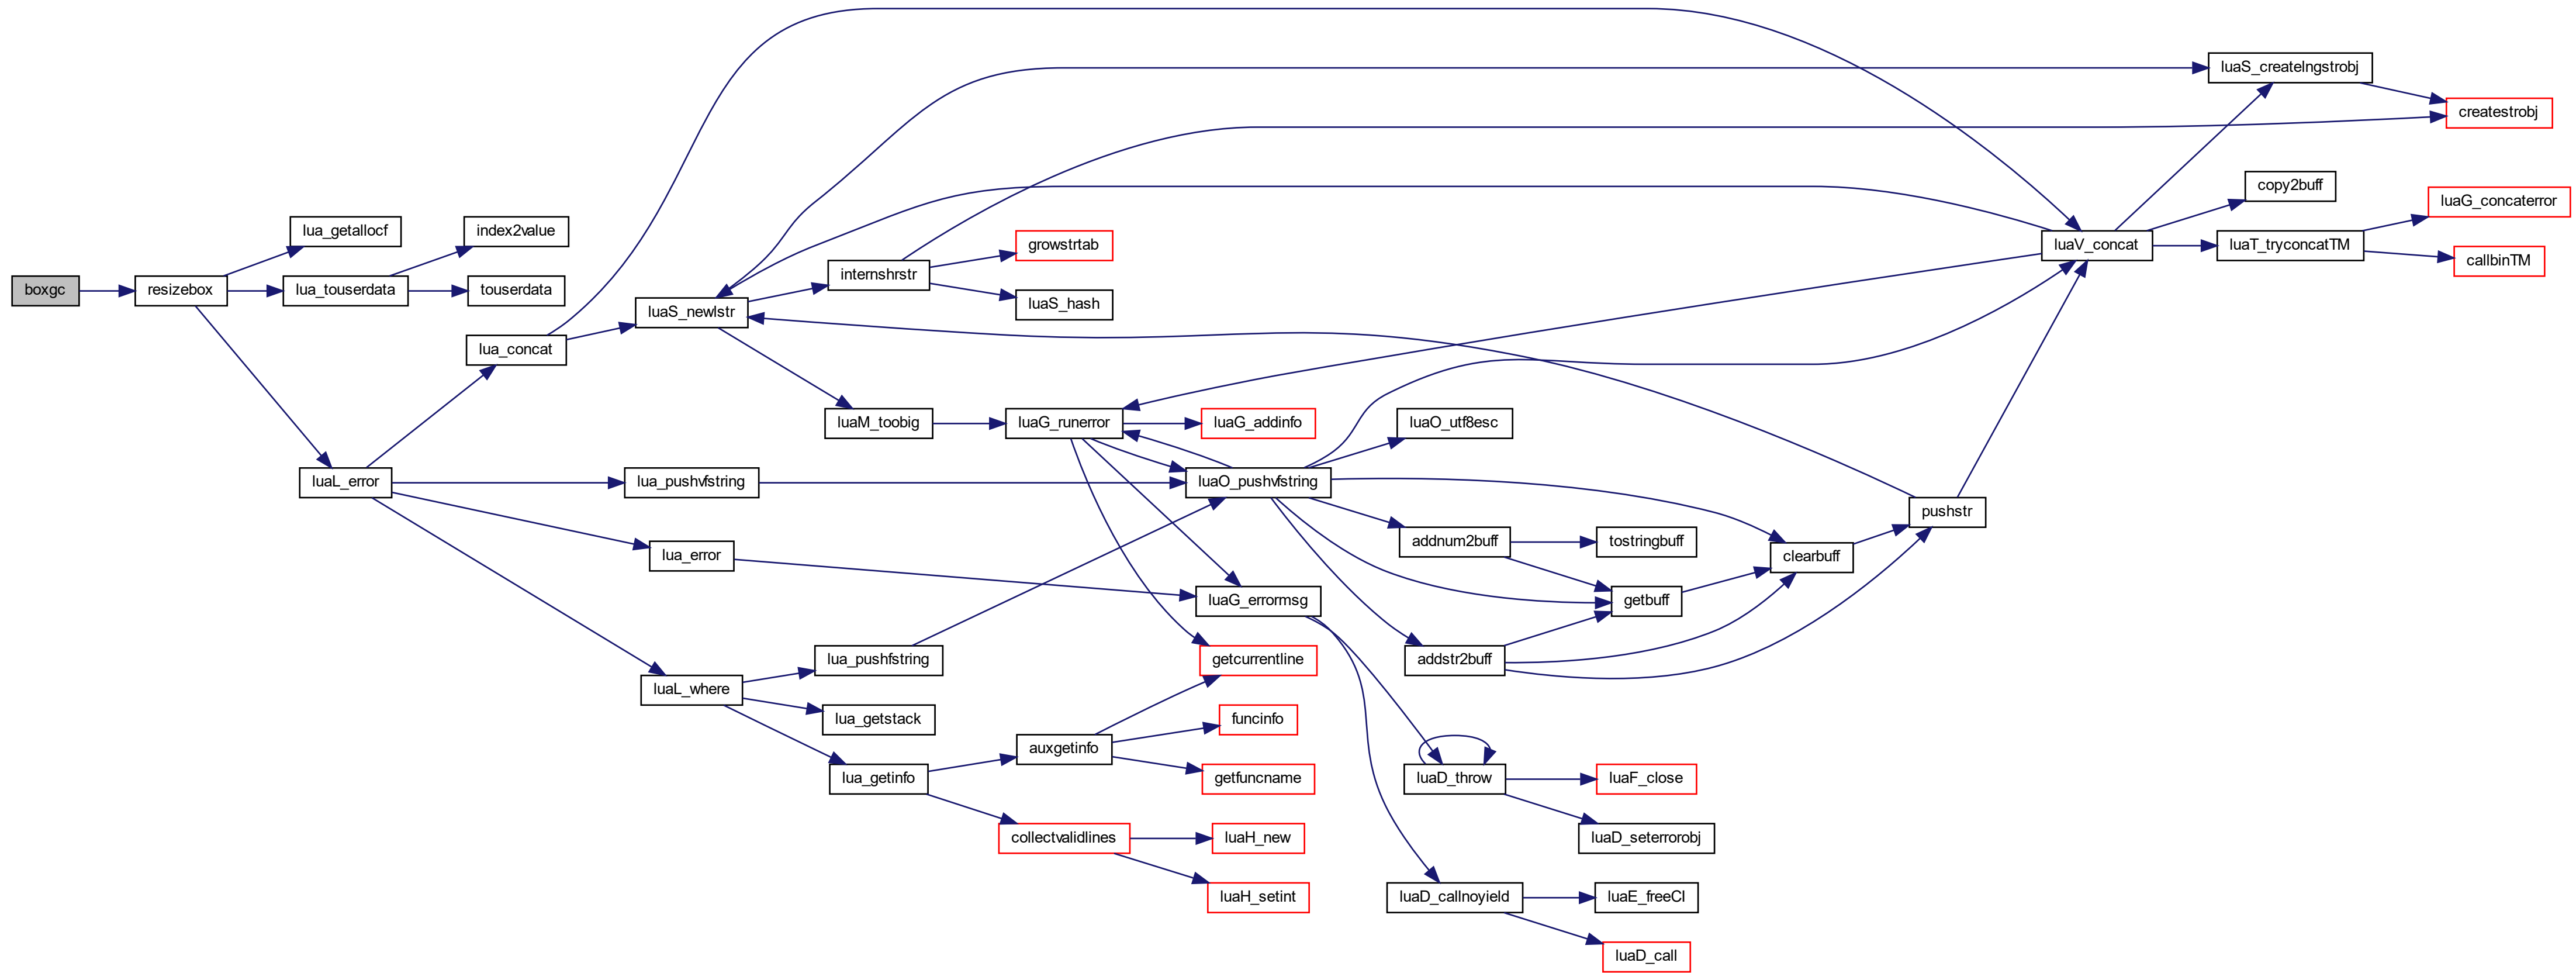 boxgc
resizebox
lua_getallocf
lua_touserdata
luaL_error
index2value
touserdata
lua_concat
lua_pushvfstring
lua_error
luaL_where
luaS_newlstr
internshrstr
luaM_toobig
lua_pushfstring
lua_getstack
lua_getinfo
growstrtab
luaS_hash
luaG_runerror
auxgetinfo
collectvalidlines
luaG_addinfo
luaO_pushvfstring
luaG_errormsg
getcurrentline
funcinfo
getfuncname
luaH_new
luaH_setint
luaO_utf8esc
addnum2buff
addstr2buff
luaD_throw
luaD_callnoyield
tostringbuff
getbuff
luaF_close
luaD_seterrorobj
luaE_freeCI
luaD_call
clearbuff
pushstr
luaV_concat
luaS_createlngstrobj
copy2buff
luaT_tryconcatTM
createstrobj
luaG_concaterror
callbinTM